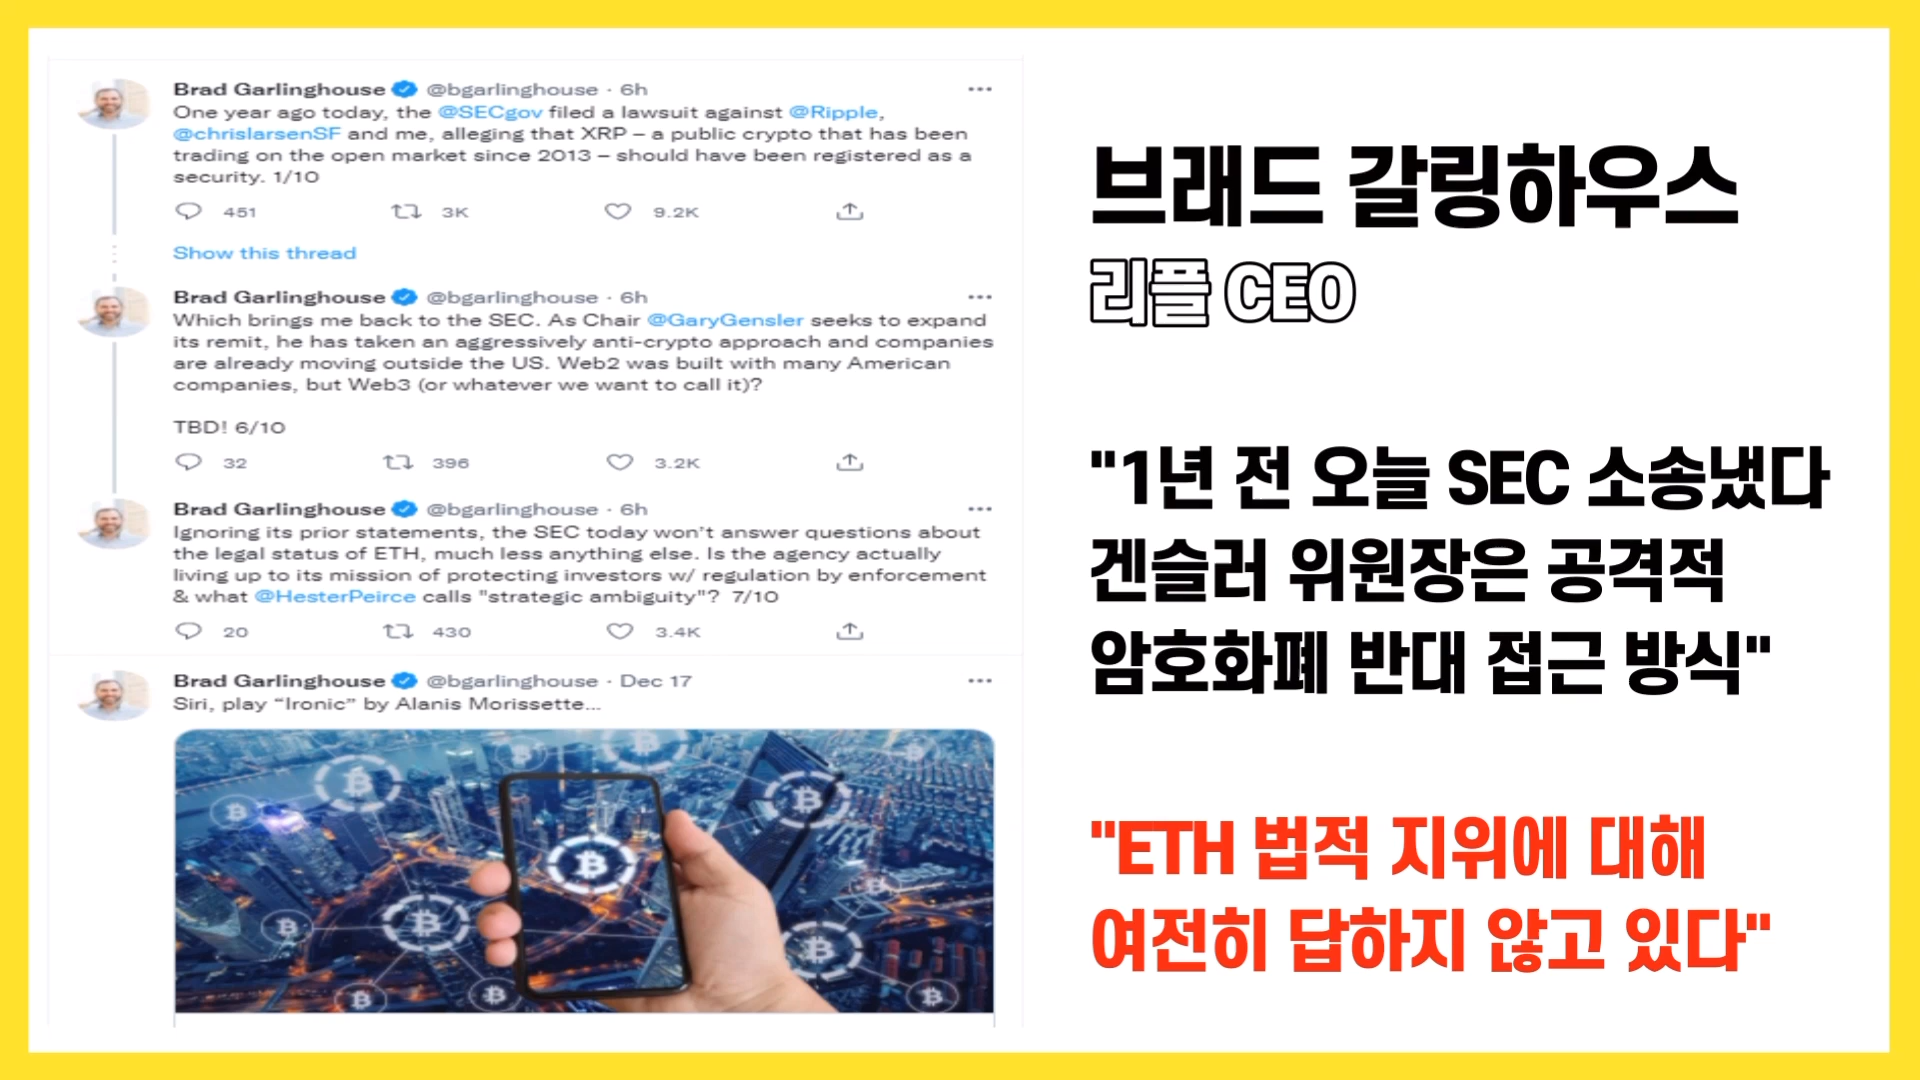 Brad Garlinghouse @bgarlinghouse · 6h
One year ago today, the @SECgov filed a lawsuit against @Ripple,
@chrislarsenSF and me, alleging that XRP – a public crypto that has been
trading on the open market since 2013 – should have been registered as a
security. 1/10
451 3K 9.2K
Show this thread
Brad Garlinghouse @bgarlinghouse · 6h
Which brings me back to the SEC. As Chair @GaryGensler seeks to expand
its remit, he has taken an aggressively anti-crypto approach and companies
are already moving outside the US. Web2 was built with many American
companies, but Web3 (or whatever we want to call it)?
TBD! 6/10
32 396 3.2K
Brad Garlinghouse @bgarlinghouse · 6h
Ignoring its prior statements, the SEC today won't answer questions about
the legal status of ETH, much less anything else. Is the agency actually
living up to its mission of protecting investors w/ regulation by enforcement
& what @HesterPeirce calls "strategic ambiguity"? 7/10
20 430 3.4K
Brad Garlinghouse @bgarlinghouse · Dec 17
Siri, play “Ironic” by Alanis Morissette...
브래드 갈링하우스
리플 CEO
"1년 전 오늘 SEC 소송냈다
겐슬러 위원장은 공격적
암호화폐 반대 접근 방식"
"ETH 법적 지위에 대해
여전히 답하지 않고 있다"